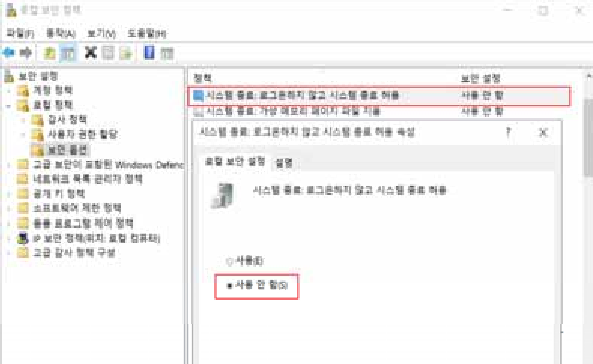 로컬 보안 정책
파일(F) 동작(A) 보기(V) 도움말(H)
보안 설정
계정 정책
로컬 정책
감사 정책
사용자 권한 할당
보안 옵션
고급 보안이 포함된 Windows Defenc
네트워크 목록 관리자 정책
공개 키 정책
소프트웨어 제한 정책
응용 프로그램 제어 정책
IP 보안 정책(위치: 로컬 컴퓨터)
고급 감사 정책 구성
정책 보안 설정
시스템 종료: 로그온하지 않고 시스템 종료 허용 사용 안 함
시스템 종료: 가상 메모리 페이지 파일 지움 사용 안 함
시스템 종료: 로그온하지 않고 시스템 종료 허용 속성 ? X
로컬 보안 설정 설명
시스템 종료: 로그온하지 않고 시스템 종료 허용
사용(E)
사용 안 함(S)